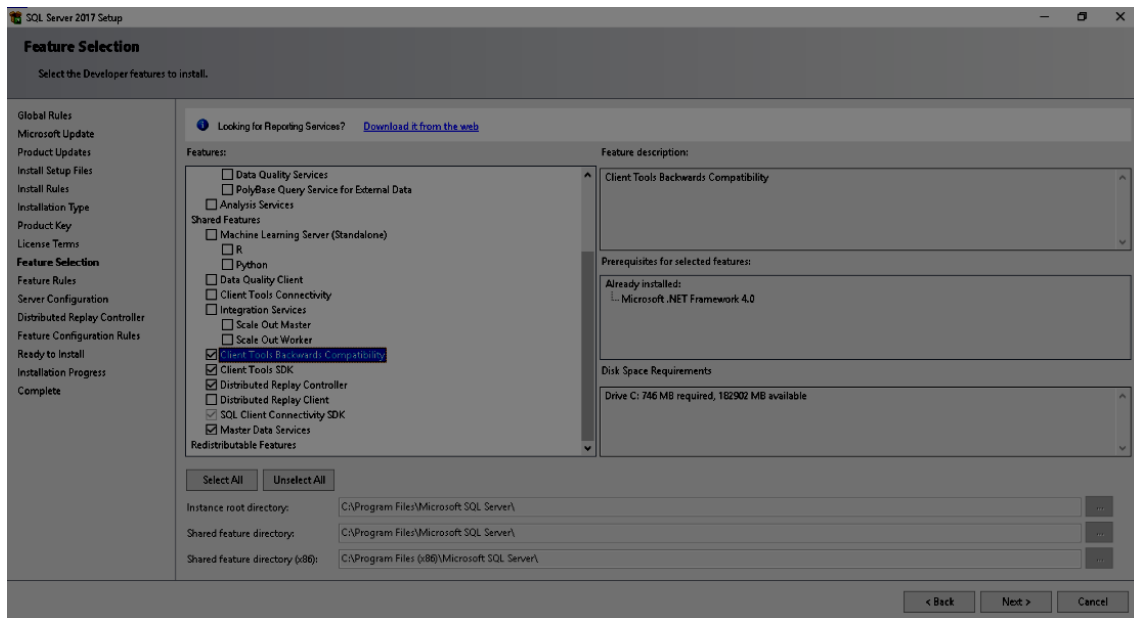 SQL Server 2017 Setup
Feature Selection
Select the Developer features to install.
Global Rules
Microsoft Update
Product Updates
Install Setup Files
Install Rules
Installation Type
Product Key
License Terms
Feature Selection
Feature Rules
Server Configuration
Distributed Replay Controller
Feature Configuration Rules
Ready to Install
Installation Progress
Complete
Looking for Reporting Services? Download it from the web
Features:
Data Quality Services
PolyBase Query Service for External Data
Analysis Services
Shared Features
Machine Learning Server (Standalone)
R
Python
Data Quality Client
Client Tools Connectivity
Integration Services
Scale Out Master
Scale Out Worker
Client Tools Backwards Compatibility
Client Tools SDK
Distributed Replay Controller
Distributed Replay Client
SQL Client Connectivity SDK
Master Data Services
Redistributable Features
Feature description:
Client Tools Backwards Compatibility
Prerequisites for selected features:
Already installed:
Microsoft .NET Framework 4.0
Disk Space Requirements
Drive C: 746 MB required, 182902 MB available
Select All Unselect All
Instance root directory: C:\Program Files\Microsoft SQL Server\ ...
Shared feature directory: C:\Program Files\Microsoft SQL Server\ ...
Shared feature directory (x86): C:\Program Files (x86)\Microsoft SQL Server\ ...
< Back Next > Cancel